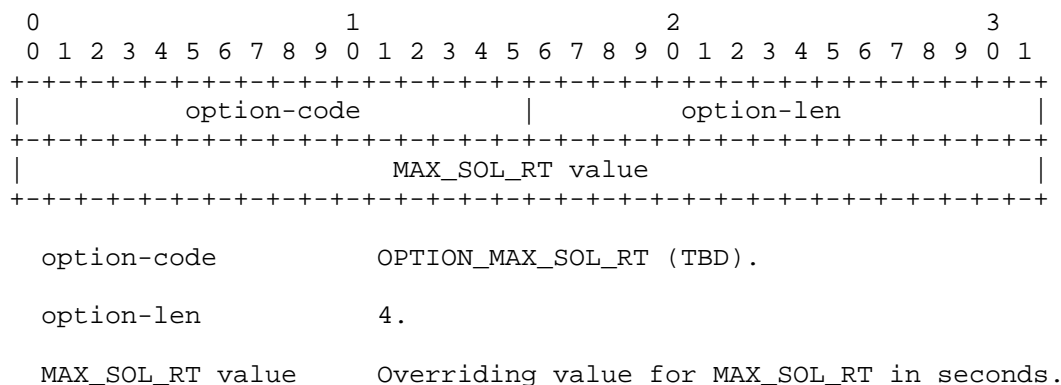 0                   1                   2                   3
 0 1 2 3 4 5 6 7 8 9 0 1 2 3 4 5 6 7 8 9 0 1 2 3 4 5 6 7 8 9 0 1
+-+-+-+-+-+-+-+-+-+-+-+-+-+-+-+-+-+-+-+-+-+-+-+-+-+-+-+-+-+-+-+-+
|          option-code          |         option-len            |
+-+-+-+-+-+-+-+-+-+-+-+-+-+-+-+-+-+-+-+-+-+-+-+-+-+-+-+-+-+-+-+-+
|                       MAX_SOL_RT value                        |
+-+-+-+-+-+-+-+-+-+-+-+-+-+-+-+-+-+-+-+-+-+-+-+-+-+-+-+-+-+-+-+-+
option-code          OPTION_MAX_SOL_RT (TBD).
option-len           4.
MAX_SOL_RT value     Overriding value for MAX_SOL_RT in seconds.